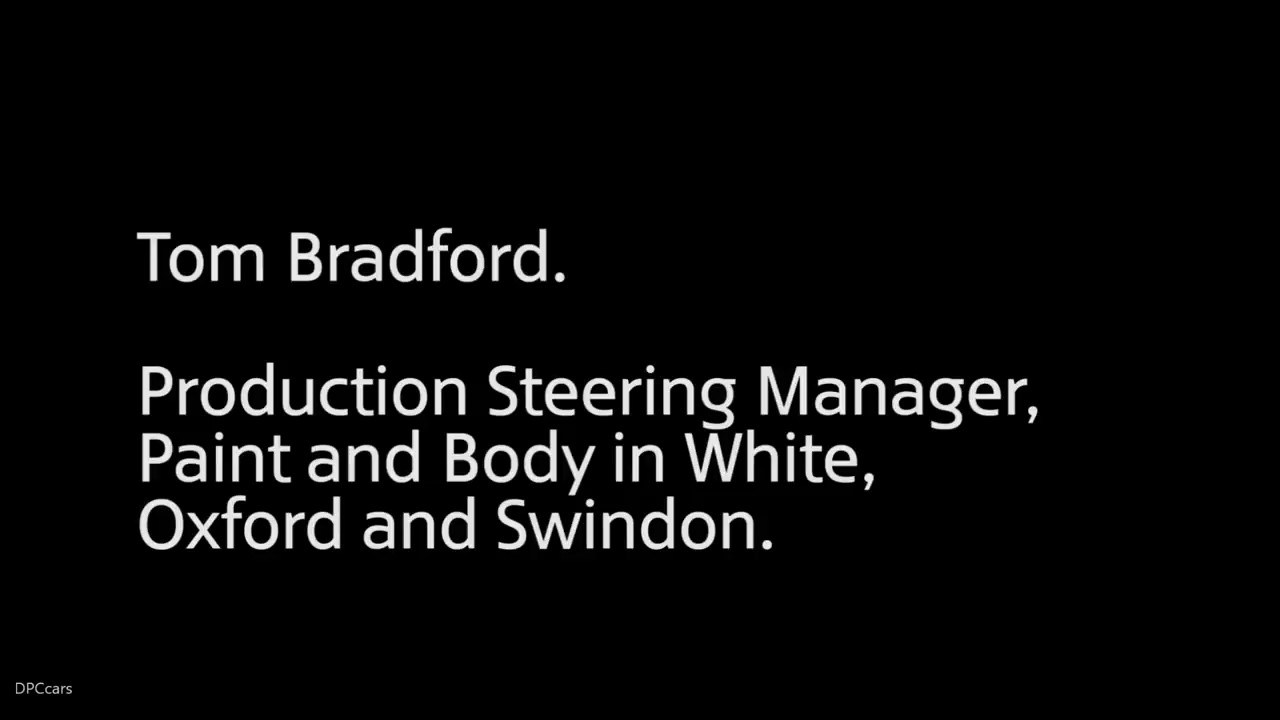 Tom Bradford.
Production Steering Manager,
Paint and Body in White,
Oxford and Swindon.
DPCcars